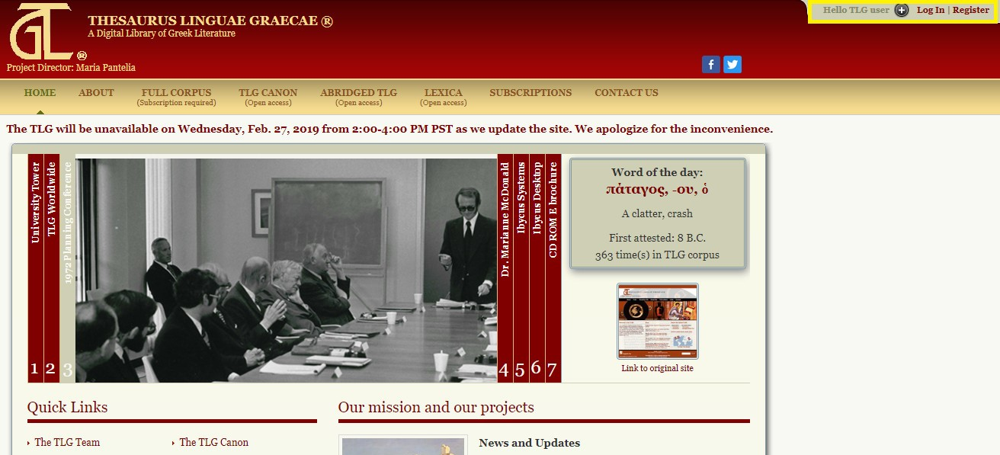 Hello TLG user Log In | Register
THESAURUS LINGUAE GRAECAE ®
A Digital Library of Greek Literature
®
Project Director: Maria Pantelia
HOME ABOUT FULL CORPUS TLG CANON ABRIDGED TLG LEXICA SUBSCRIPTIONS CONTACT US
(Subscription required) (Open access) (Open access) (Open access)
The TLG will be unavailable on Wednesday, Feb. 27, 2019 from 2:00-4:00 PM PST as we update the site. We apologize for the inconvenience.
University Tower 1
TLG Worldwide 2
1972 Planning Conference 3
Dr. Marianne McDonald 4
Ibycus Systems 5
Ibycus Desktop 6
CD ROM E brochure 7
Word of the day:
πάταγος, -ου, ὁ
A clatter, crash
First attested: 8 B.C.
363 time(s) in TLG corpus
Link to original site
Quick Links
The TLG Team
The TLG Canon
Our mission and our projects
News and Updates